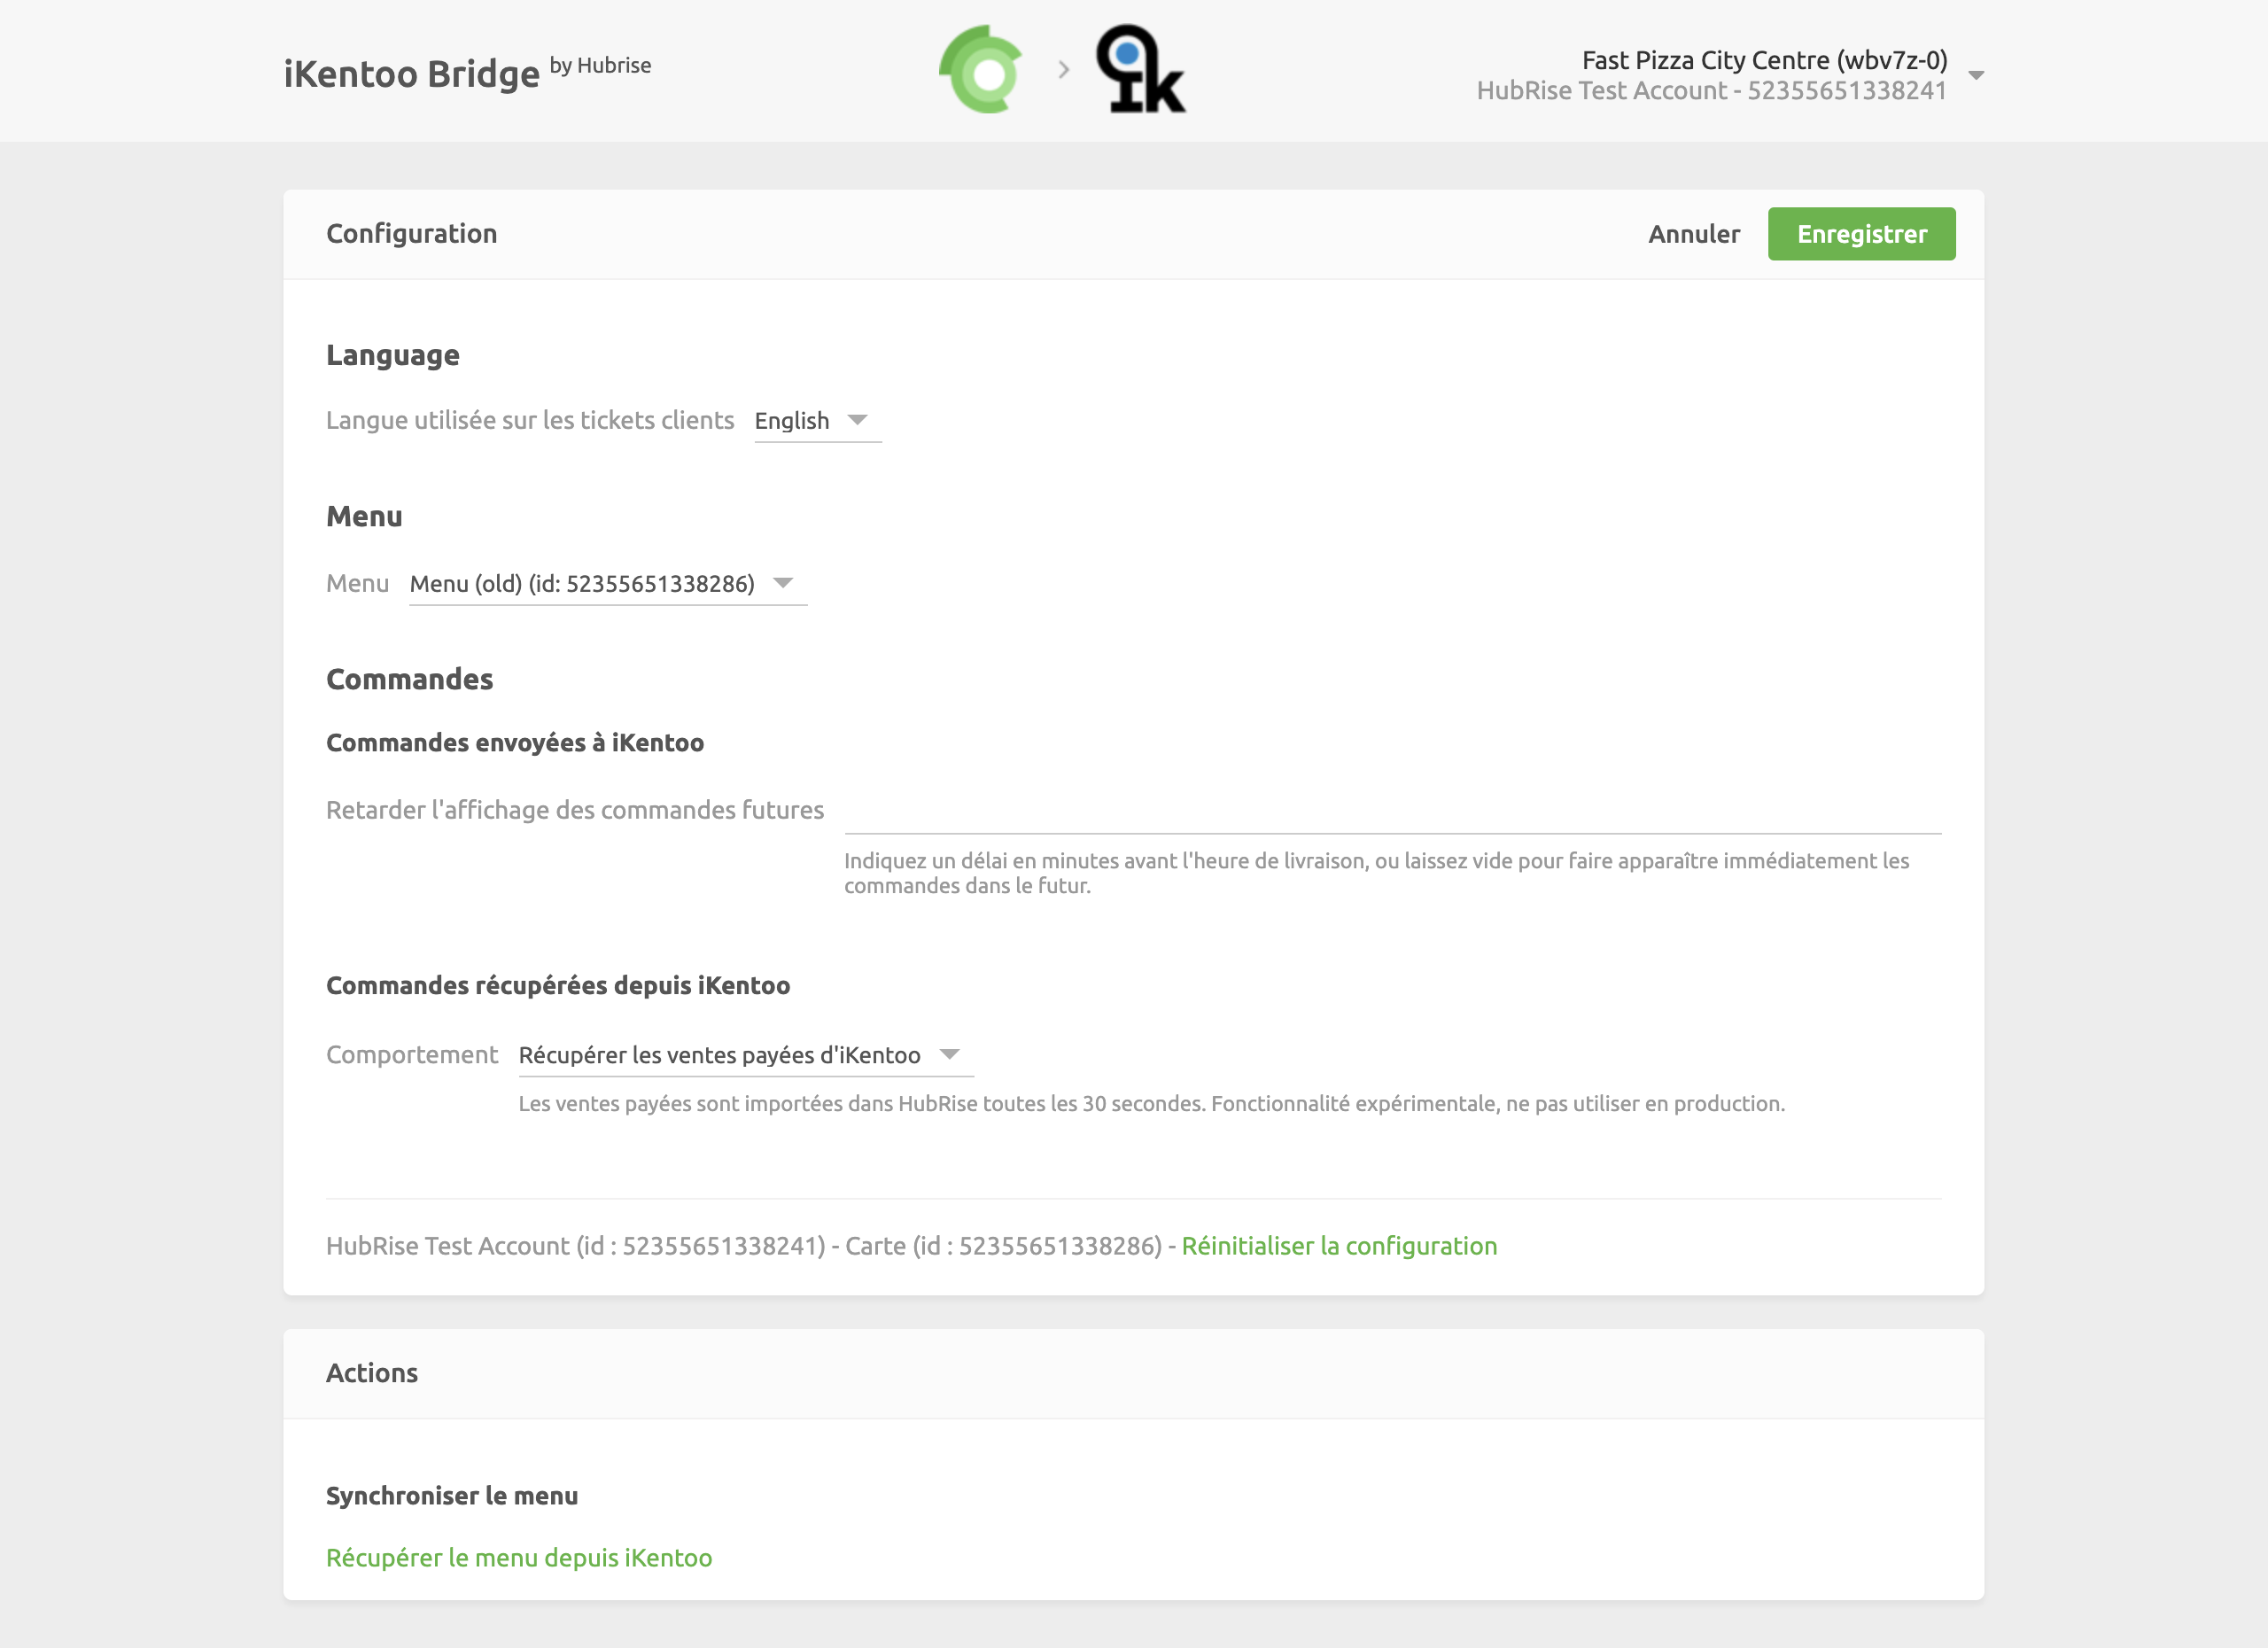 iKentoo Bridge by Hubrise
ik
Fast Pizza City Centre (wbv7z-0)
HubRise Test Account - 52355651338241
Configuration
Annuler
Enregistrer
Language
Langue utilisée sur les tickets clients English
Menu
Menu Menu (old) (id: 52355651338286)
Commandes
Commandes envoyées à iKentoo
Retarder l'affichage des commandes futures
Indiquez un délai en minutes avant l'heure de livraison, ou laissez vide pour faire apparaître immédiatement les
commandes dans le futur.
Commandes récupérées depuis iKentoo
Comportement Récupérer les ventes payées d'iKentoo
Les ventes payées sont importées dans HubRise toutes les 30 secondes. Fonctionnalité expérimentale, ne pas utiliser en production.
HubRise Test Account (id : 52355651338241) - Carte (id : 52355651338286) - Réinitialiser la configuration
Actions
Synchroniser le menu
Récupérer le menu depuis iKentoo